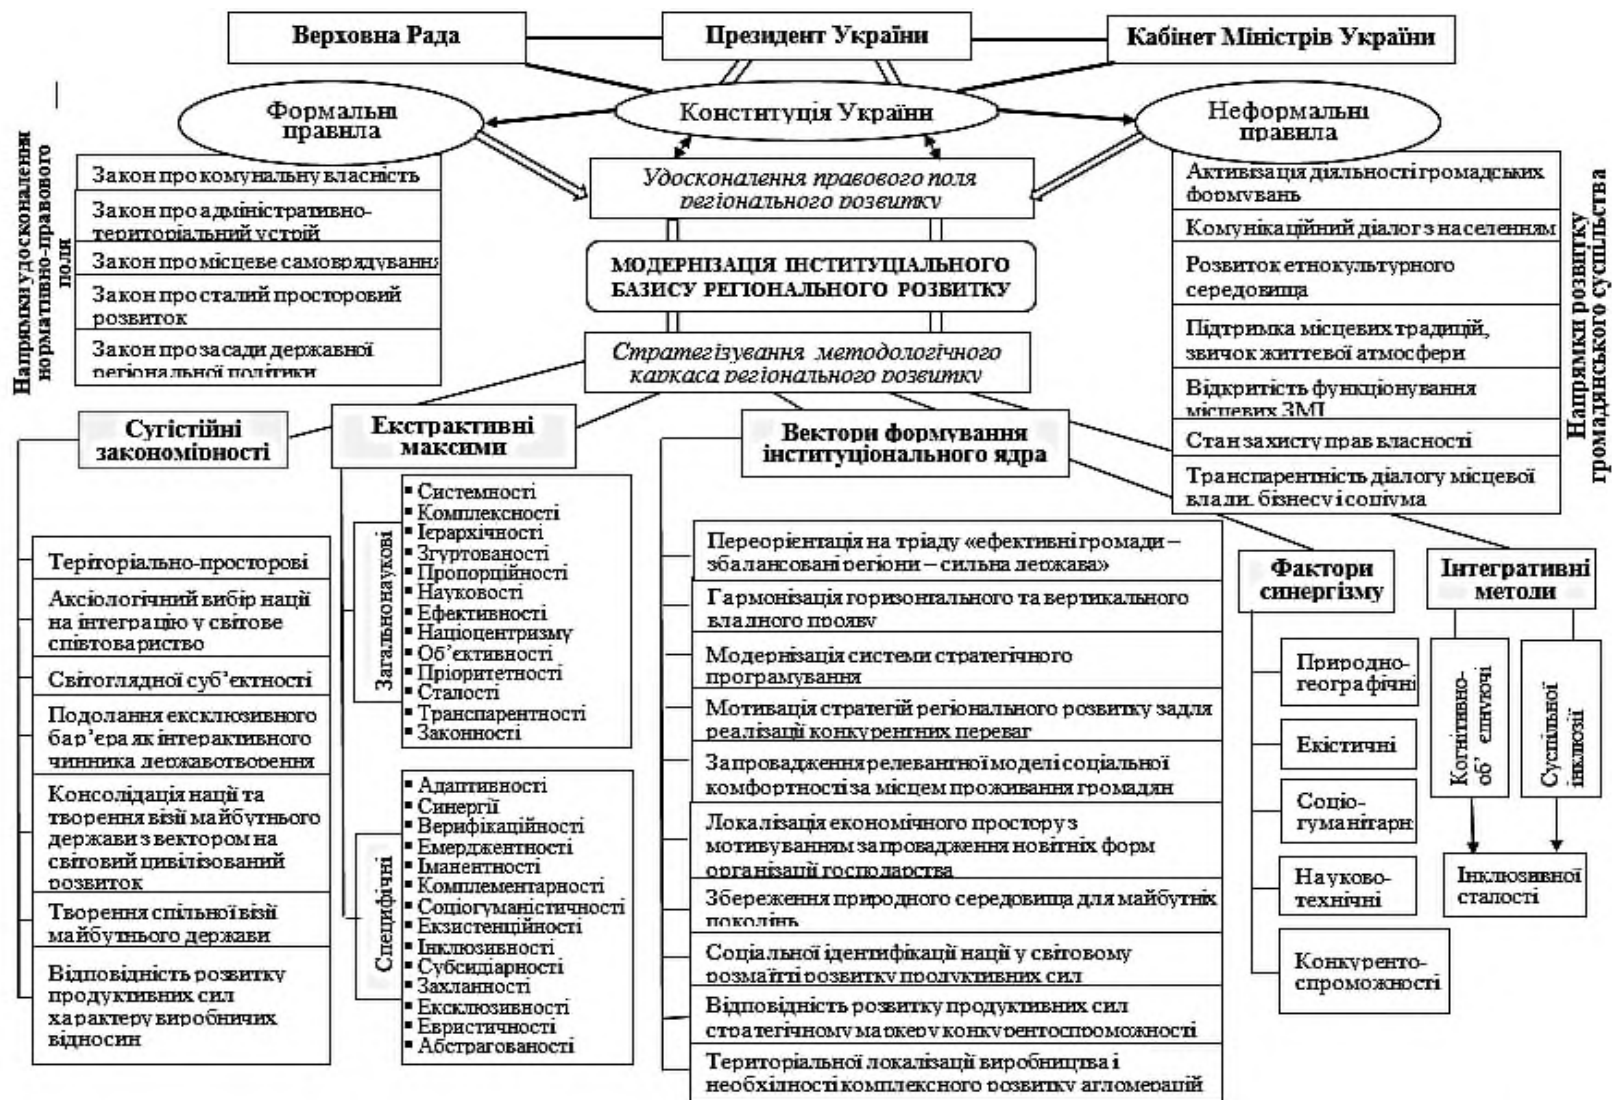 Верховна Рада
Президент України
Кабінет Міністрів України
Формальні
правила
Конституція України
Неформальні
правила
Напрямки удосконалення
нормативно-правового
поля
Закон про комунальну власність
Закон про адміністративно-
територіальний устрій
Закон про місцеве самоврядування
Закон про сталий просторовий
розвиток
Закон про засади державної
регіональної політики
Удосконалення правового поля
регіонального розвитку
МОДЕРНІЗАЦІЯ ІНСТИТУЦІАЛЬНОГО
БАЗИСУ РЕГІОНАЛЬНОГО РОЗВИТКУ
Стратегізування методологічного
каркаса регіонального розвитку
Активізація діяльності громадських
формувань
Комунікаційний діалог з населенням
Розвиток етнокультурного
середовища
Підтримка місцевих традицій,
звичок життєвої атмосфери
Відкритість функціонування
місцевих ЗМІ
Стан захисту прав власності
Транспарентність діалогу місцевої
влади, бізнесу і соціума
Напрямки розвитку
громадянського суспільства
Сугістійні
закономірності
Територіально-просторові
Аксіологічний вибір нації
на інтеграцію у світове
співтовариство
Світоглядної суб’єктності
Подолання ексклюзивного
бар’єра як інтерактивного
чинника державотворення
Консолідація нації та
творення візії майбутнього
держави з вектором на
світовий цивілізований
розвиток
Творення спільної візії
майбутнього держави
Відповідність розвитку
продуктивних сил
характеру виробничих
відносин
Екстрактивні
максими
Загальнонаукові
▪ Системності
▪ Комплексності
▪ Ієрархічності
▪ Згуртованості
▪ Пропорційності
▪ Науковості
▪ Ефективності
▪ Націоцентризму
▪ Об’єктивності
▪ Пріоритетності
▪ Сталості
▪ Транспарентності
▪ Законності
Специфічні
▪ Адаптивності
▪ Синергії
▪ Верифікаційності
▪ Емерджентності
▪ Іманентності
▪ Комплементарності
▪ Соціогуманістичності
▪ Екзистенційності
▪ Інклюзивності
▪ Субсидіарності
▪ Захланності
▪ Ексклюзивності
▪ Евристичності
▪ Абстрагованості
Вектори формування
інституціонального ядра
Переорієнтація на тріаду «ефективні громади –
збалансовані регіони – сильна держава»
Гармонізація горизонтального та вертикального
владного прояву
Модернізація системи стратегічного
програмування
Мотивація стратегій регіонального розвитку задля
реалізації конкурентних переваг
Запровадження релевантної моделі соціальної
комфортності за місцем проживання громадян
Локалізація економічного простору з
мотивуванням запровадження новітніх форм
організації господарства
Збереження природного середовища для майбутніх
поколінь
Соціальної ідентифікації нації у світовому
розмаїтті розвитку продуктивних сил
Відповідність розвитку продуктивних сил
стратегічному маркеру конкурентоспроможності
Територіальної локалізації виробництва і
необхідності комплексного розвитку агломерацій
Фактори
синергізму
Природно-
географічні
Екістичні
Соціо-
гуманітарн
Науково-
технічні
Конкуренто-
спроможності
Інтегративні
методи
Когнітивно-
об’єднуючі
Суспільної
інклюзії
Інклюзивної
сталості